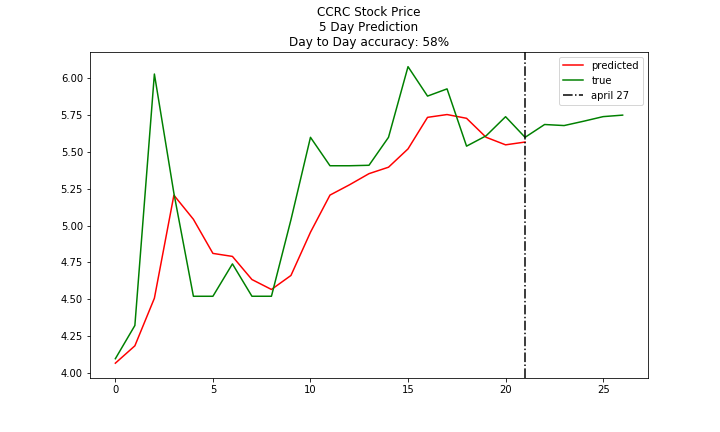 CCRC Stock Price
5 Day Prediction
Day to Day accuracy: 58%
predicted
true
april 27
6.00
5.75
5.50
5.25
5.00
4.75
4.50
4.25
4.00
0 5 10 15 20 25